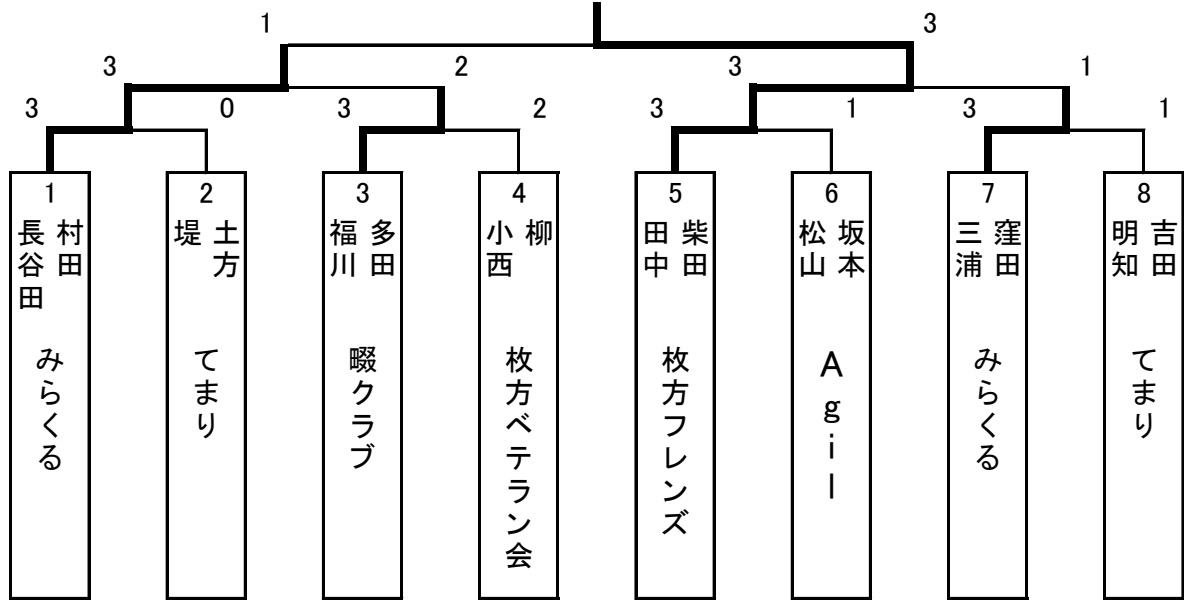 1 3
3 2 3 1
3 0 3 2 3 1 3 1
1 2 3 4 5 6 7 8
村田
長谷田
みらくる
土方
堤
てまり
多田
福川
畷クラブ
柳
小西
枚方ベテラン会
柴田
田中
枚方フレンズ
坂本
松山
Agil
窪田
三浦
みらくる
吉田
明知
てまり